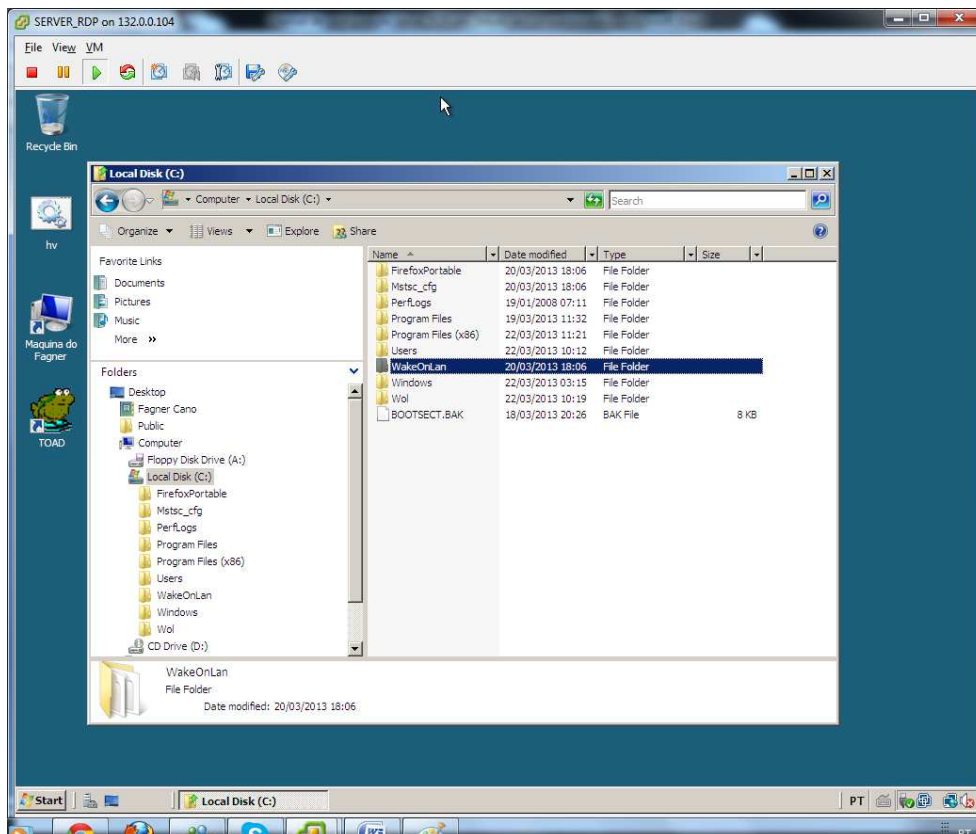 SERVER_RDP on 132.0.0.104
File View VM
Recycle Bin
hv
Maquina do
Fagner
TOAD
Local Disk (C:)
Computer Local Disk (C:)
Search
Organize Views Explore Share
Favorite Links
Documents
Pictures
Music
More »
Folders
Desktop
Fagner Cano
Public
Computer
Floppy Disk Drive (A:)
Local Disk (C:)
FirefoxPortable
Mstsc_cfg
PerfLogs
Program Files
Program Files (x86)
Users
WakeOnLan
Windows
Wol
CD Drive (D:)
Name Date modified Type Size
FirefoxPortable 20/03/2013 18:06 File Folder
Mstsc_cfg 20/03/2013 18:06 File Folder
PerfLogs 19/01/2008 07:11 File Folder
Program Files 19/03/2013 11:32 File Folder
Program Files (x86) 22/03/2013 11:21 File Folder
Users 22/03/2013 10:12 File Folder
WakeOnLan 20/03/2013 18:06 File Folder
Windows 22/03/2013 03:15 File Folder
Wol 22/03/2013 10:19 File Folder
BOOTSECT.BAK 18/03/2013 20:26 BAK File 8 KB
WakeOnLan
File Folder
Date modified: 20/03/2013 18:06
Start Local Disk (C:) PT
PT